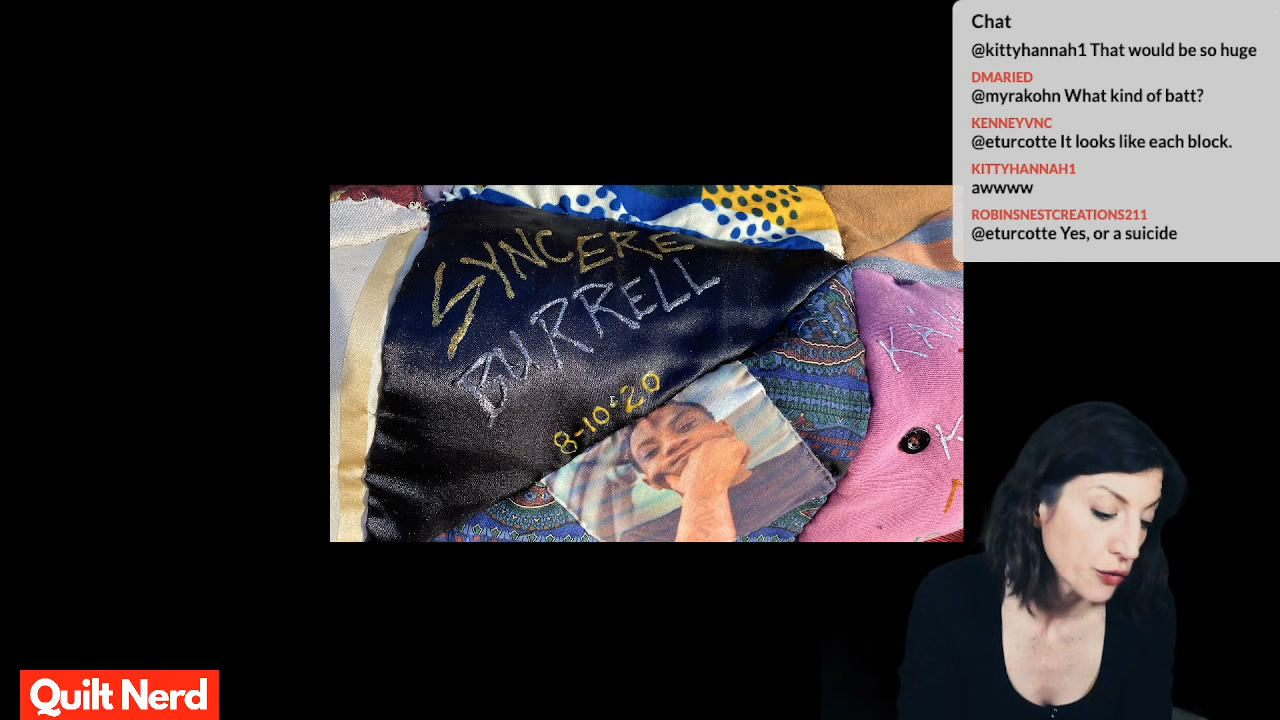 Chat
@kittyhannah1 That would be so huge
DMARIED
@myrakohn What kind of batt?
KENNEYVNC
@eturcotte It looks like each block.
KITTYHANNAH1
awwww
ROBINSNESTCREATIONS211
@eturcotte Yes, or a suicide
SYNCERE
BURRELL
8-10-20
Quilt Nerd